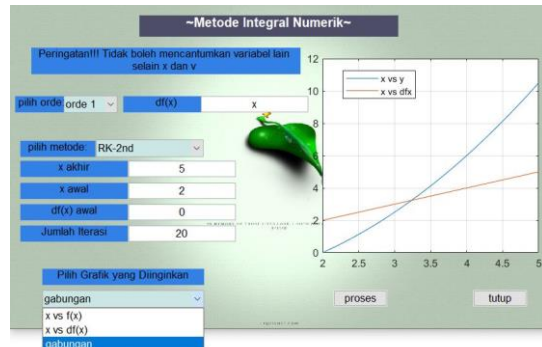 ~Metode Integral Numerik~
Peringatan!!! Tidak boleh mencantumkan variabel lain
selain x dan v
pilih orde orde 1
df(x) x
pilih metode: RK-2nd
x akhir 5
x awal 2
df(x) awal 0
Jumlah Iterasi 20
Pilih Grafik yang Diinginkan
gabungan
x vs f(x)
x vs df(x)
gabungan
x vs y
x vs dfx
12
10
8
6
4
2
0
2 2.5 3 3.5 4 4.5 5
proses tutup